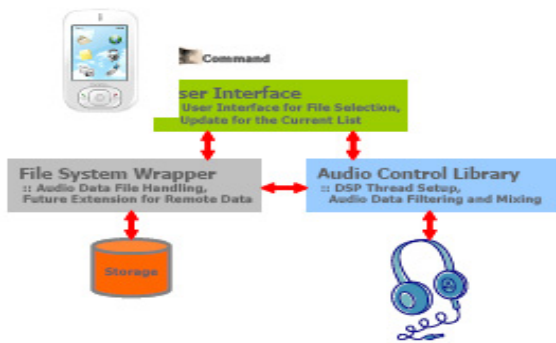 Command
ser Interface
User Interface for File Selection,
Update for the Current List
File System Wrapper
:: Audio Data File Handling,
Future Extension for Remote Data
Audio Control Library
:: DSP Thread Setup,
Audio Data Filtering and Mixing
Storage